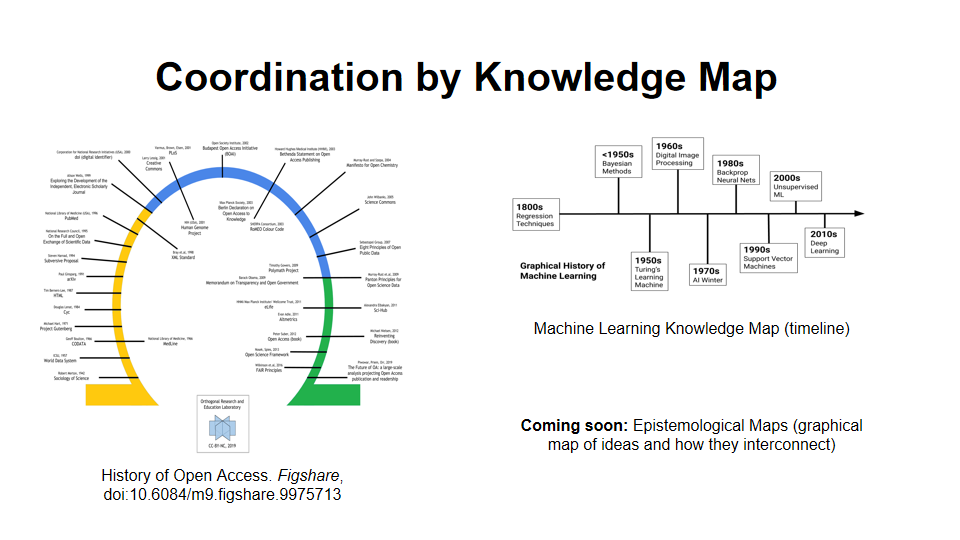 Coordination by Knowledge Map
Open Society Institute, 2002
Budapest Open Access Initiative
(BOAI)
Varmus, Brown, Eisen, 2001
PLoS
Howard Hughes Medical Institute (HHMI), 2003
Bethesda Statement on Open
Access Publishing
Corporation for National Research Initiatives (USA), 2000
doi (digital identifier)
Larry Lessig, 2001
Creative
Commons
Murray-Rust and Rzepa, 2004
Manifesto for Open Chemistry
Alison Wells, 1999
Exploring the Development of the
Independent, Electronic Scholarly
Journal
John Wilbanks, 2005
Science Commons
Max Planck Society, 2003
Berlin Declaration on
Open Access to
Knowledge
National Library of Medicine (USA), 1996
PubMed
NIH (USA), 2001
Human Genome
Project
SHERPA Consortium, 2003
RoMEO Colour Code
National Research Council, 1995
On the Full and Open
Exchange of Scientific Data
Sebastopol Group, 2007
Eight Principles of Open
Public Data
Bray et.al, 1998
XML Standard
Steven Harnad, 1994
Subversive Proposal
Timothy Gowers, 2009
Polymath Project
Paul Ginsparg, 1991
arXiv
Barack Obama, 2009
Memorandum on Transparency and Open Government
Murray-Rust et.al, 2009
Panton Principles for
Open Science Data
Tim Berners-Lee, 1987
HTML
Douglas Lenat, 1984
Cyc
HHMI Max Planck Institute/ Wellcome Trust, 2011
eLife
Alexandra Elbakyan, 2011
Sci-Hub
Evan Adie, 2011
Altmetrics
Michael Hart, 1971
Project Gutenberg
Geoff Boulton, 1966
CODATA
National Library of Medicine, 1966
MedLine
Peter Suber, 2012
Open Access (book)
Michael Nielsen, 2012
Reinventing
Discovery (book)
ICSU, 1957
World Data System
Nosek, Spies, 2013
Open Science Framework
Robert Merton, 1942
Sociology of Science
Wilkinson et.al, 2016
FAIR Principles
Piwowar, Priem, Orr, 2019
The Future of OA: a large-scale
analysis projecting Open Access
publication and readership
Orthogonal Research and
Education Laboratory
CC-BY-NC, 2019
History of Open Access. Figshare,
doi:10.6084/m9.figshare.9975713
<1950s
Bayesian
Methods
1960s
Digital Image
Processing
1980s
Backprop
Neural Nets
2000s
Unsupervised
ML
1800s
Regression
Techniques
Graphical History of
Machine Learning
1950s
Turing's
Learning
Machine
1970s
AI Winter
1990s
Support Vector
Machines
2010s
Deep
Learning
Machine Learning Knowledge Map (timeline)
Coming soon: Epistemological Maps (graphical
map of ideas and how they interconnect)